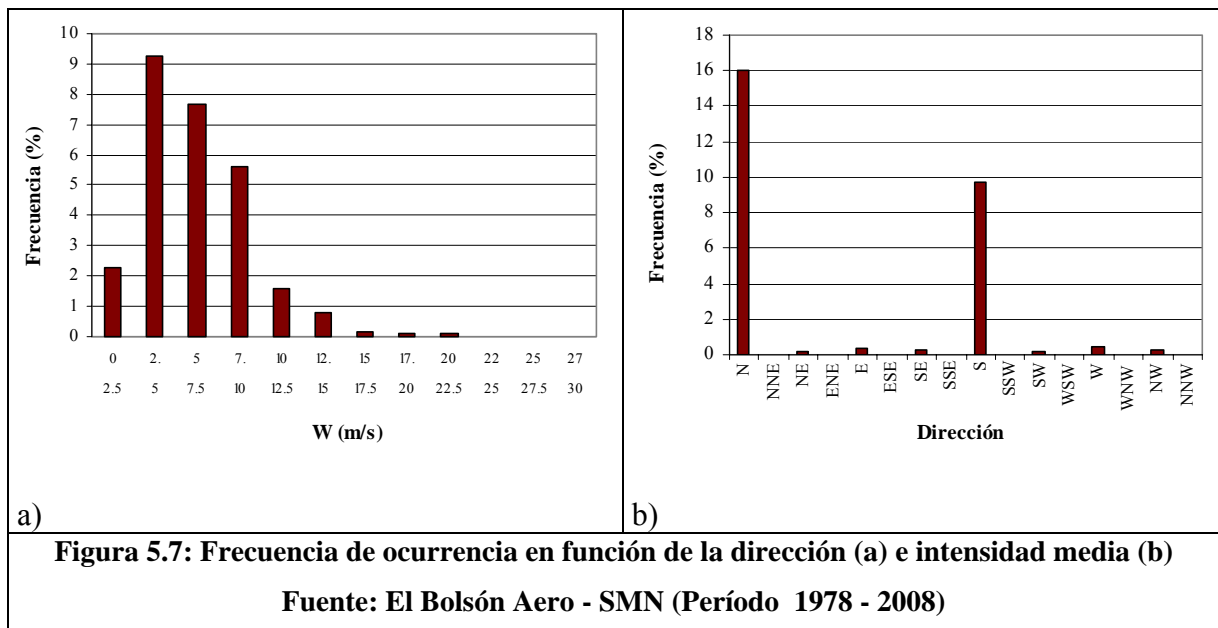 10
9
8
7
6
5
4
3
2
1
0
Frecuencia (%)
0 2. 5 7. 10 12. 15 17. 20 22 25 27
2.5 5 7.5 10 12.5 15 17.5 20 22.5 25 27.5 30
W (m/s)
a)
18
16
14
12
10
8
6
4
2
0
Frecuencia (%)
N NNE NE ENE E ESE SE SSE S SSW SW WSW W WNW NW NNW
Dirección
b)
Figura 5.7: Frecuencia de ocurrencia en función de la dirección (a) e intensidad media (b)
Fuente: El Bolsón Aero - SMN (Período 1978 - 2008)